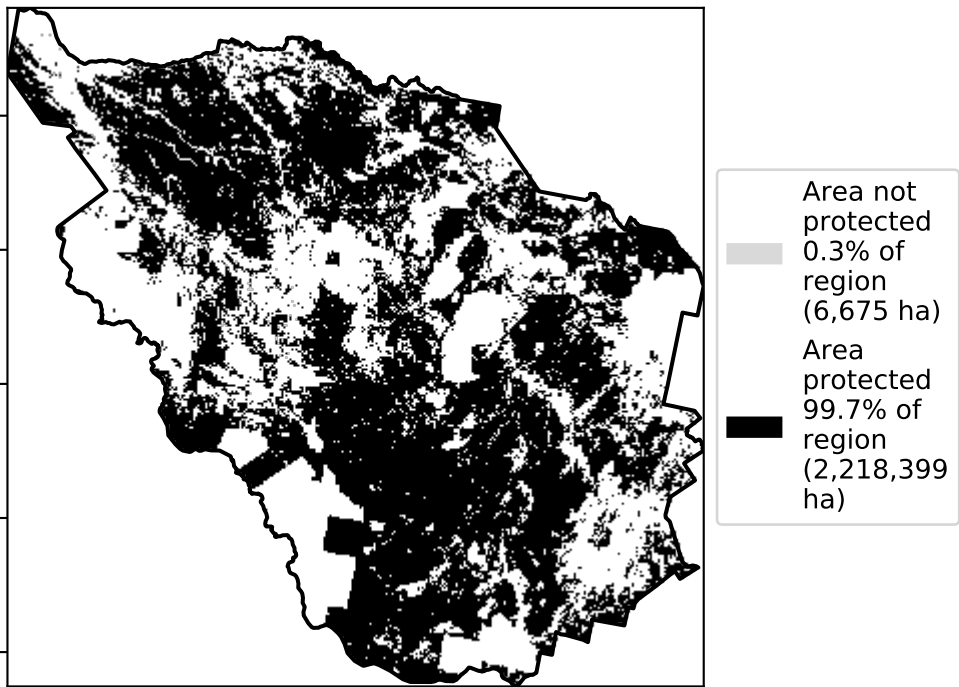 Area not
protected
0.3% of
region
(6,675 ha)
Area
protected
99.7% of
region
(2,218,399
ha)